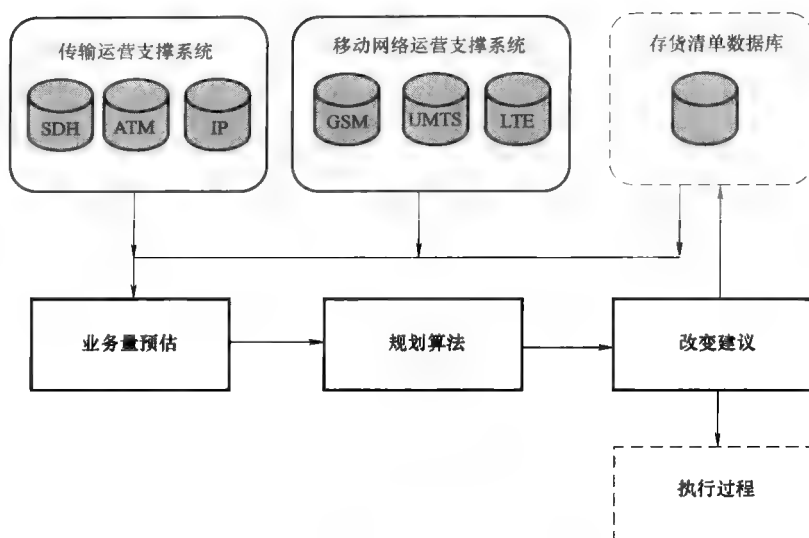 传输运营支撑系统
SDH ATM IP
移动网络运营支撑系统
GSM UMTS LTE
存货清单数据库
业务量预估
规划算法
改变建议
执行过程